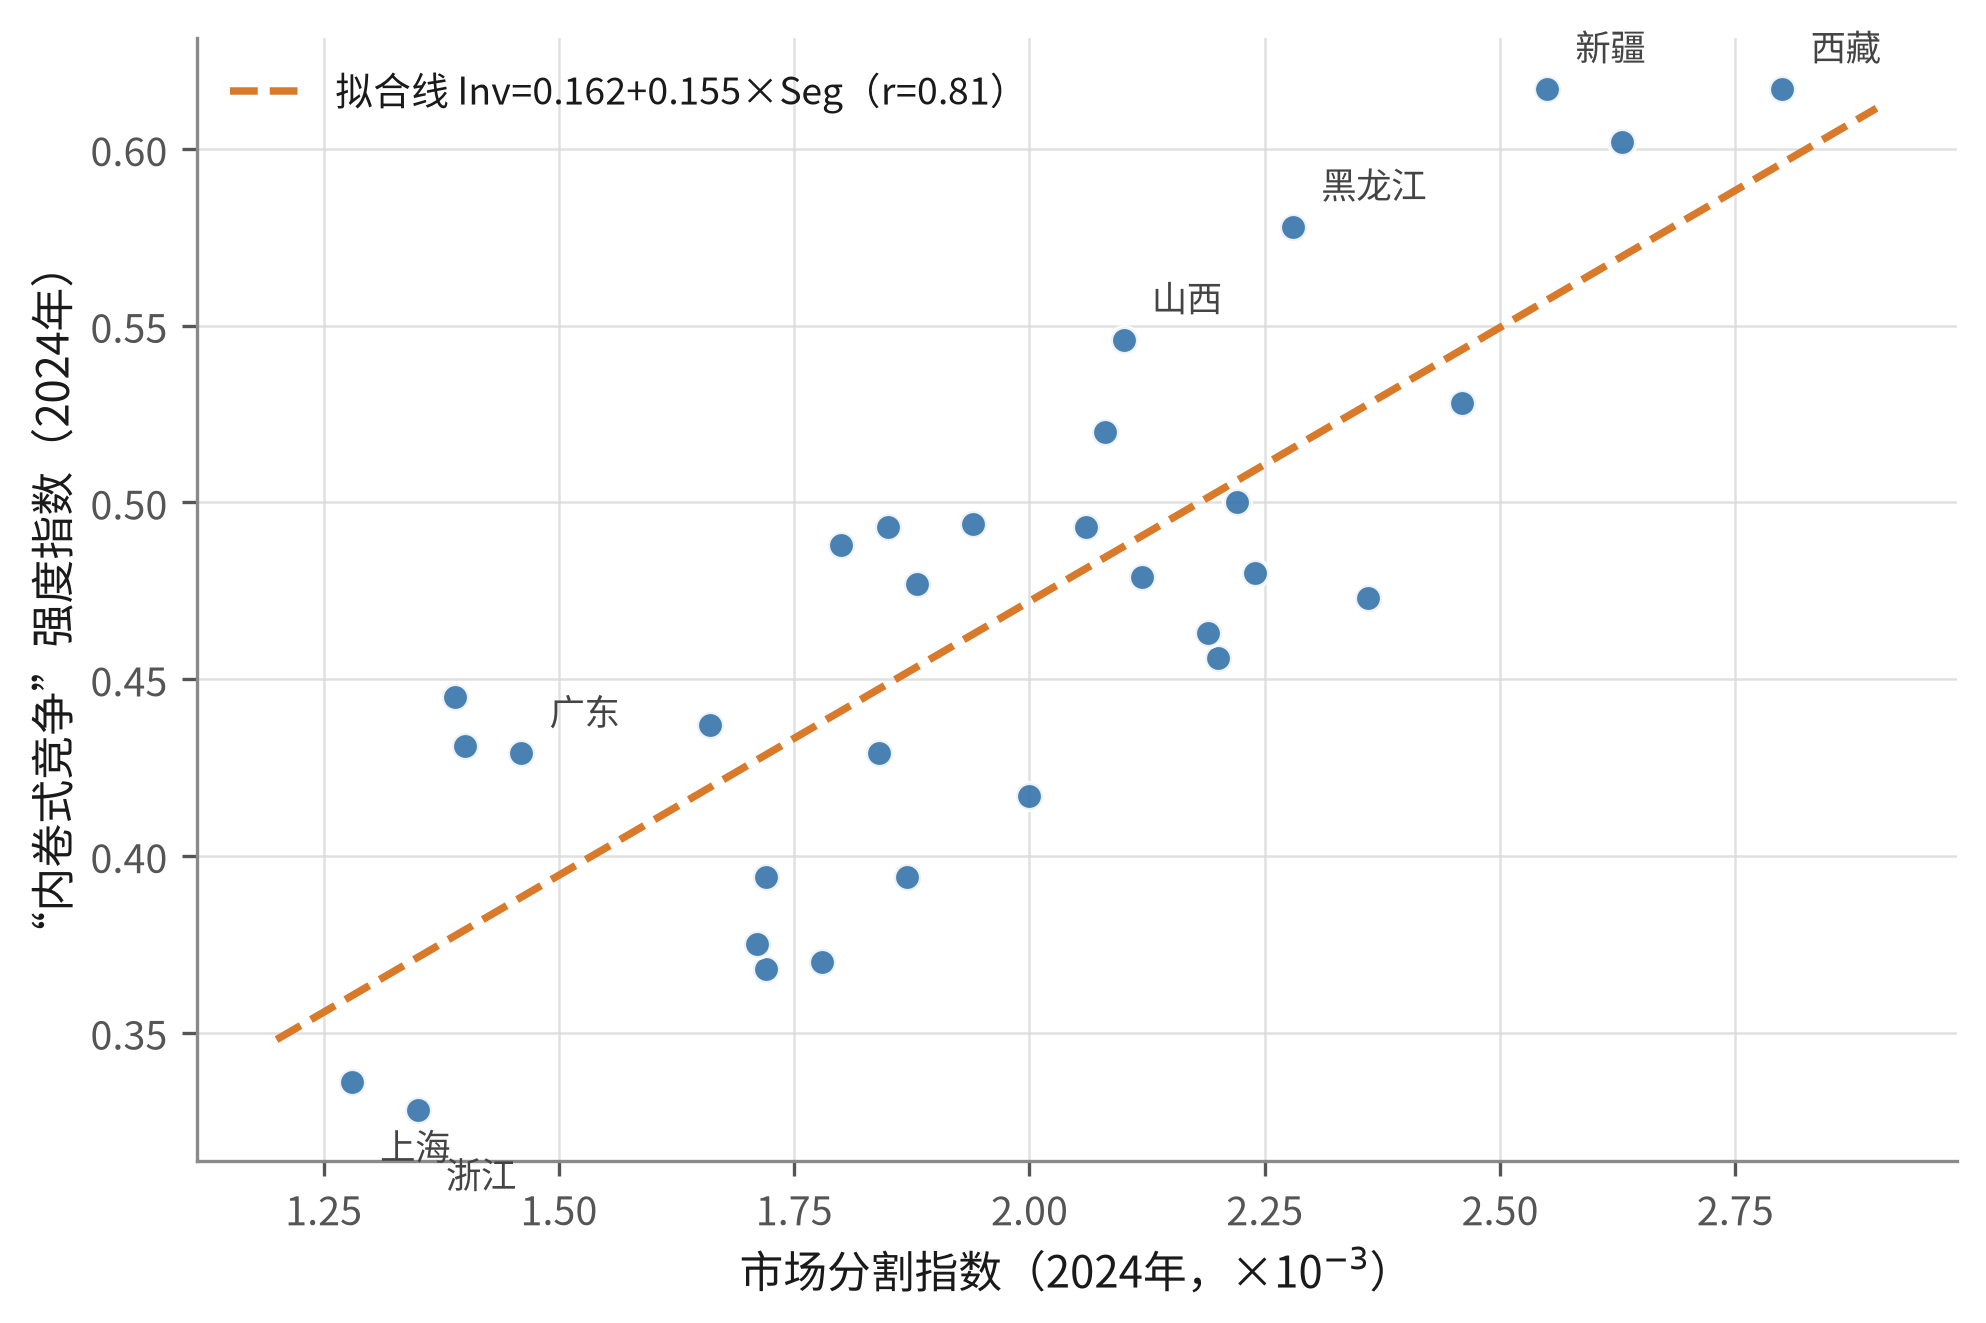 拟合线 Inv=0.162+0.155×Seg（r=0.81）
新疆
西藏
黑龙江
山西
广东
上海
浙江
“内卷式竞争”强度指数（2024年）
0.60
0.55
0.50
0.45
0.40
0.35
1.25 1.50 1.75 2.00 2.25 2.50 2.75
市场分割指数（2024年，×10⁻³）